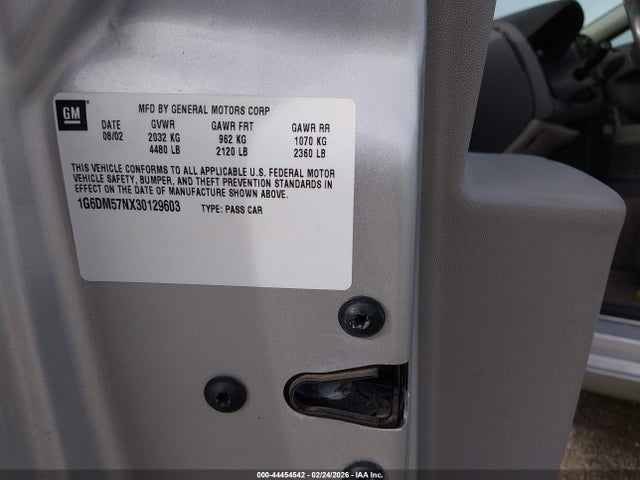 GM
MFD BY GENERAL MOTORS CORP
DATE GVWR GAWR FRT GAWR RR
08/02 2032 KG 962 KG 1070 KG
4480 LB 2120 LB 2360 LB
THIS VEHICLE CONFORMS TO ALL APPLICABLE U.S. FEDERAL MOTOR
VEHICLE SAFETY, BUMPER, AND THEFT PREVENTION STANDARDS IN
EFFECT ON THE DATE OF MANUFACTURE SHOWN ABOVE.
1G6DM57NX30129603 TYPE: PASS CAR
000-44454542 - 02/24/2026 - IAAI.COM